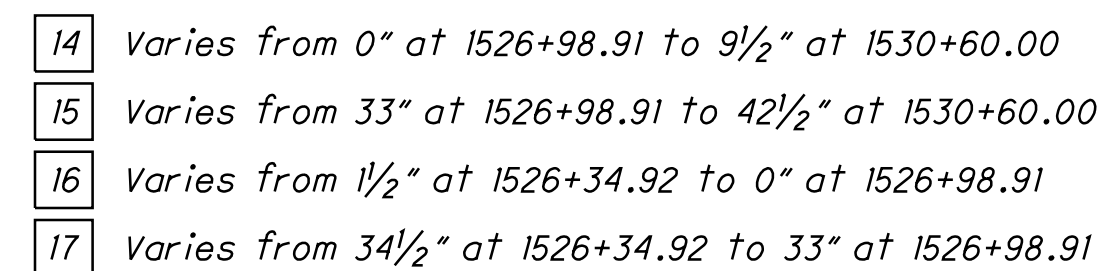 14 Varies from 0" at 1526+98.91 to 9½" at 1530+60.00
15 Varies from 33" at 1526+98.91 to 42½" at 1530+60.00
16 Varies from 1½" at 1526+34.92 to 0" at 1526+98.91
17 Varies from 34½" at 1526+34.92 to 33" at 1526+98.91